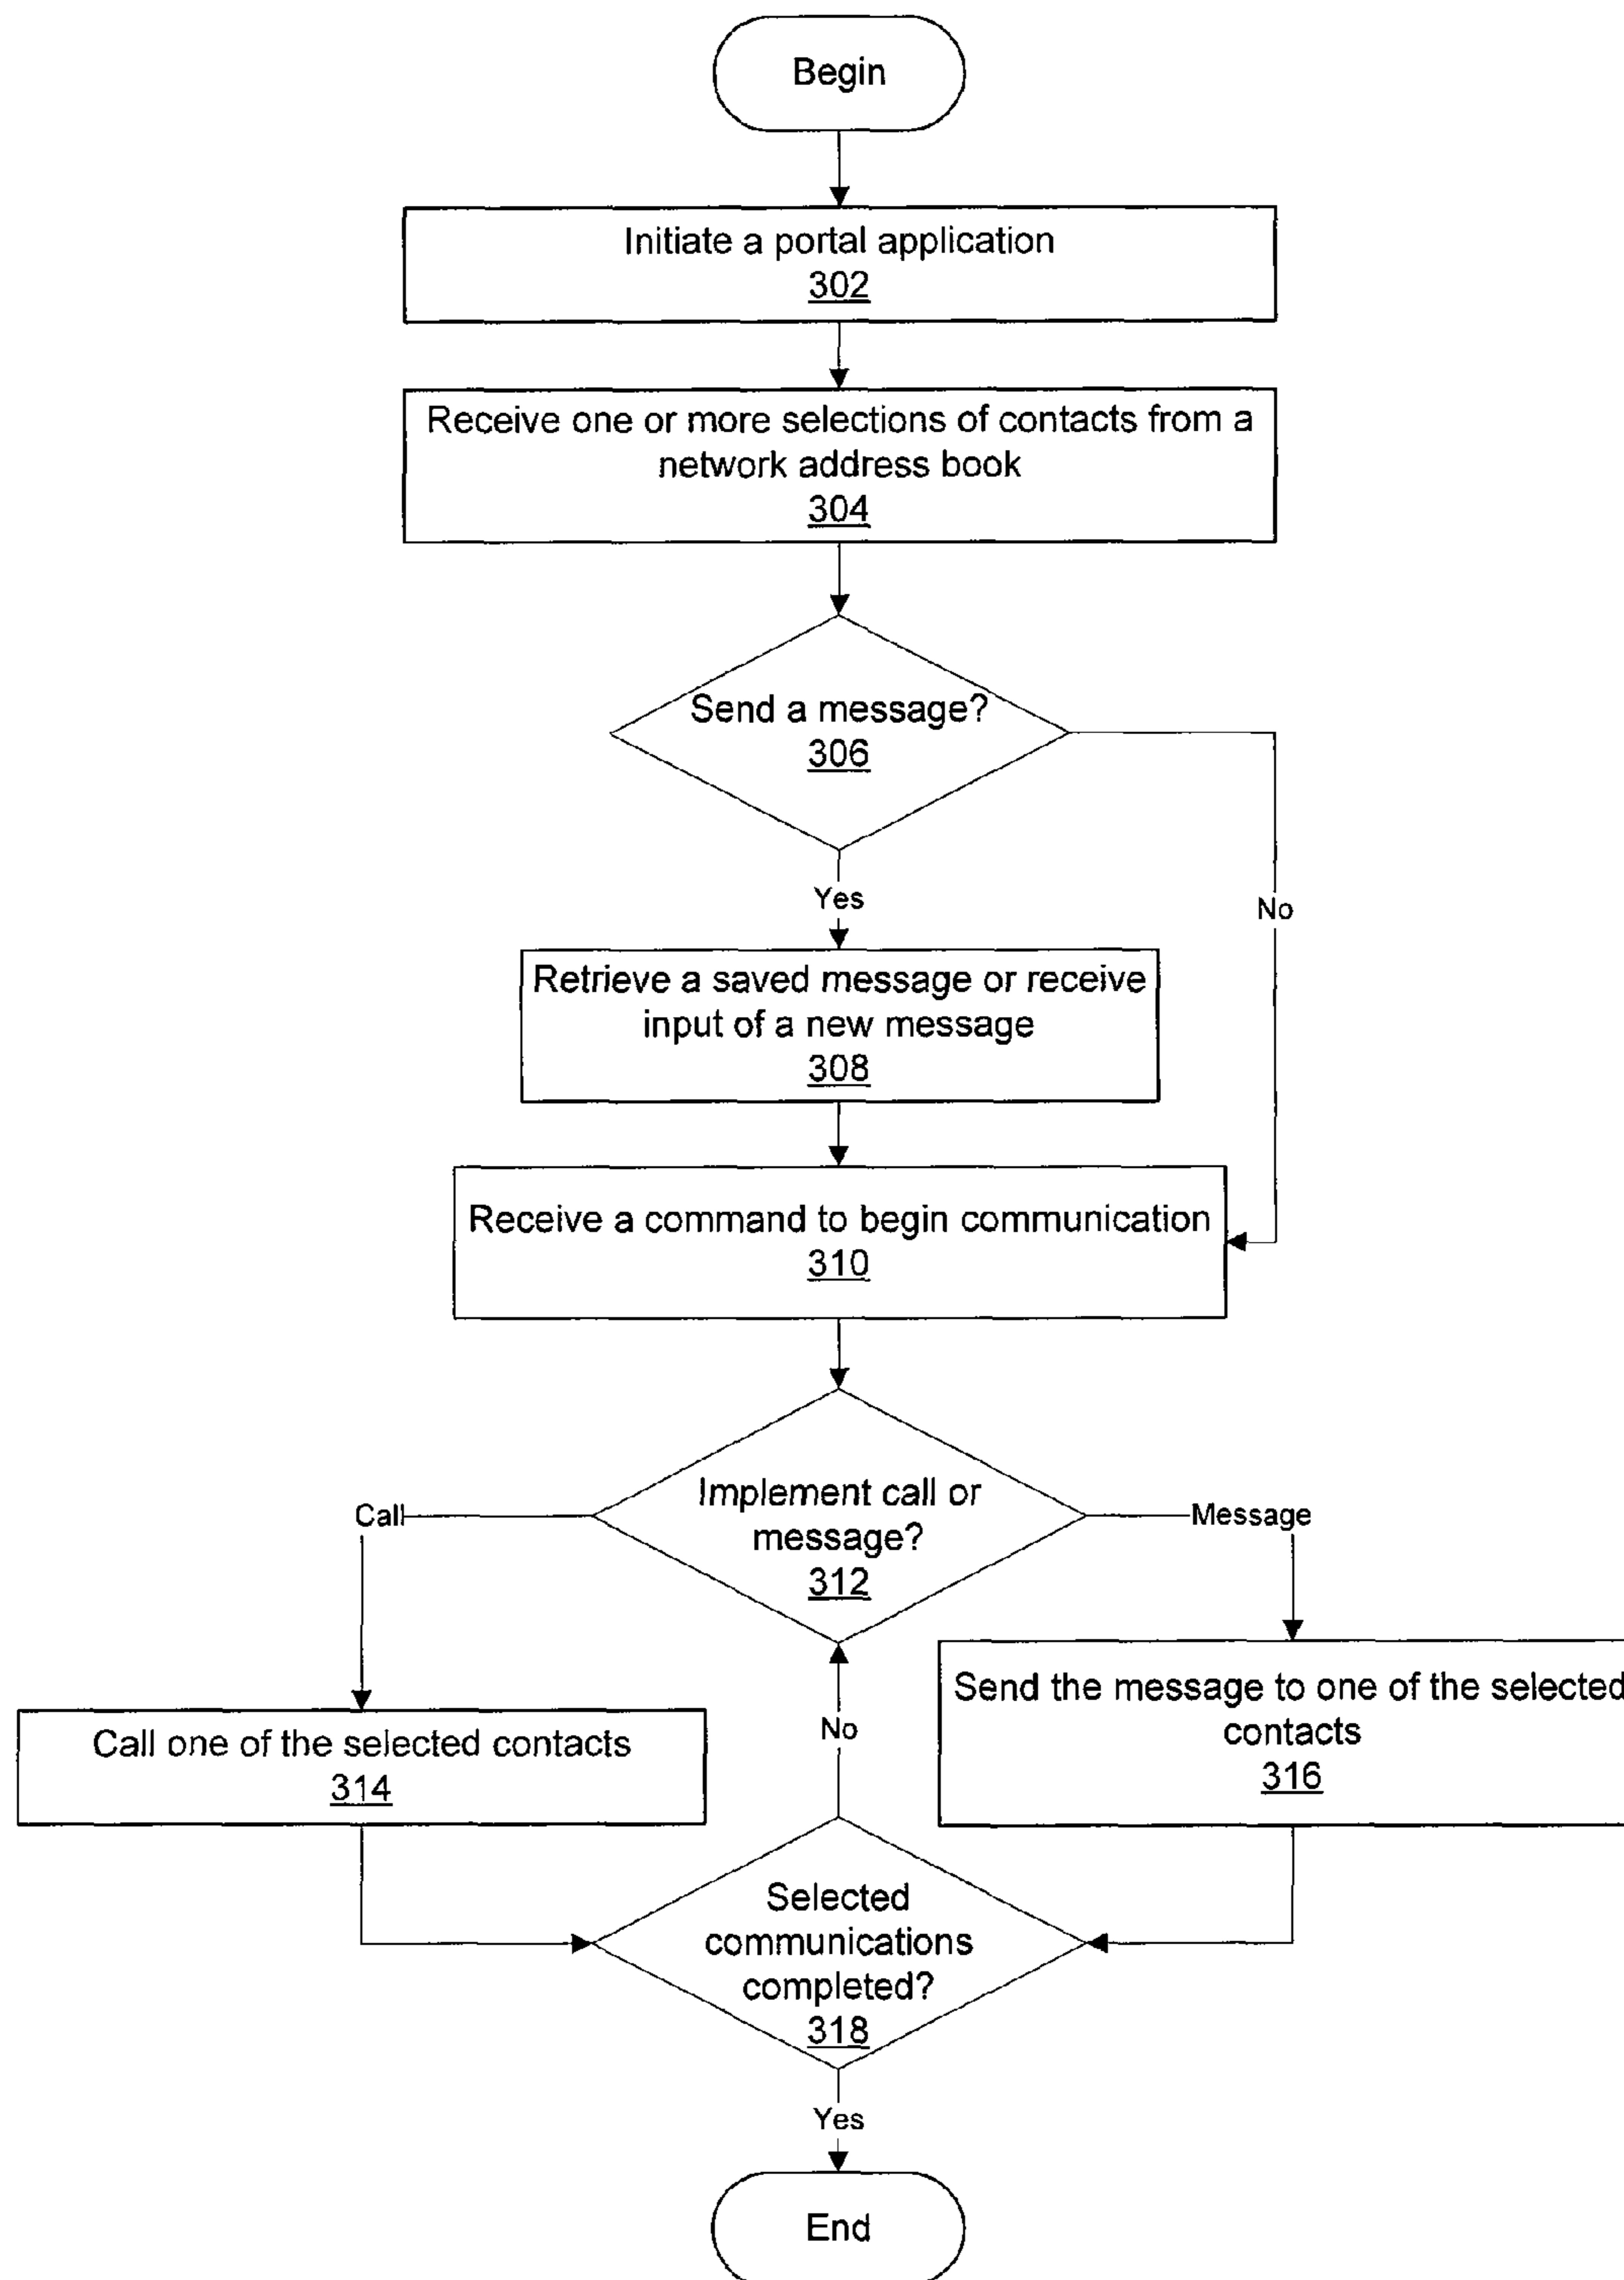 Begin
Initiate a portal application
302
Receive one or more selections of contacts from a
network address book
304
Send a message?
306
Yes
No
Retrieve a saved message or receive
input of a new message
308
Receive a command to begin communication
310
Implement call or
message?
312
Call
Message
Call one of the selected contacts
314
No
Send the message to one of the selected
contacts
316
Selected
communications
completed?
318
Yes
End